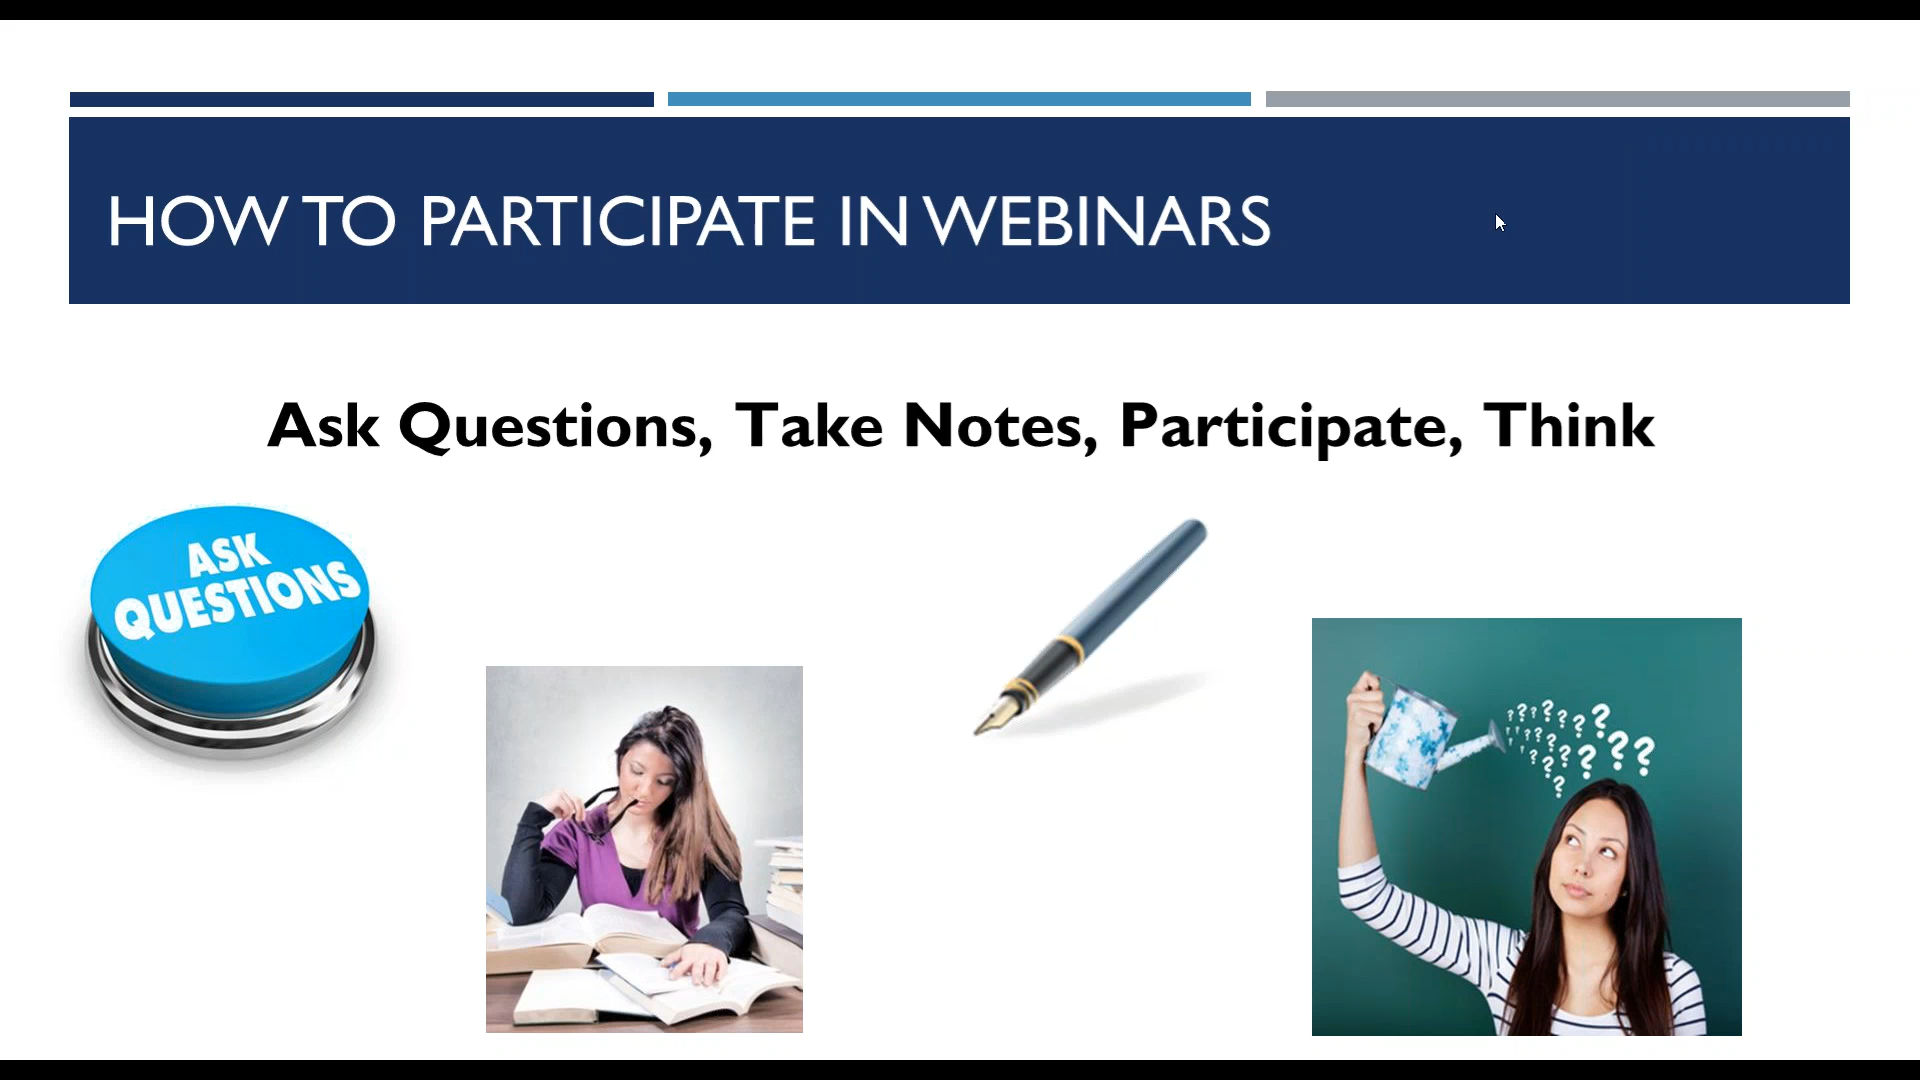 HOW TO PARTICIPATE IN WEBINARS
Ask Questions, Take Notes, Participate, Think
ASK
QUESTIONS